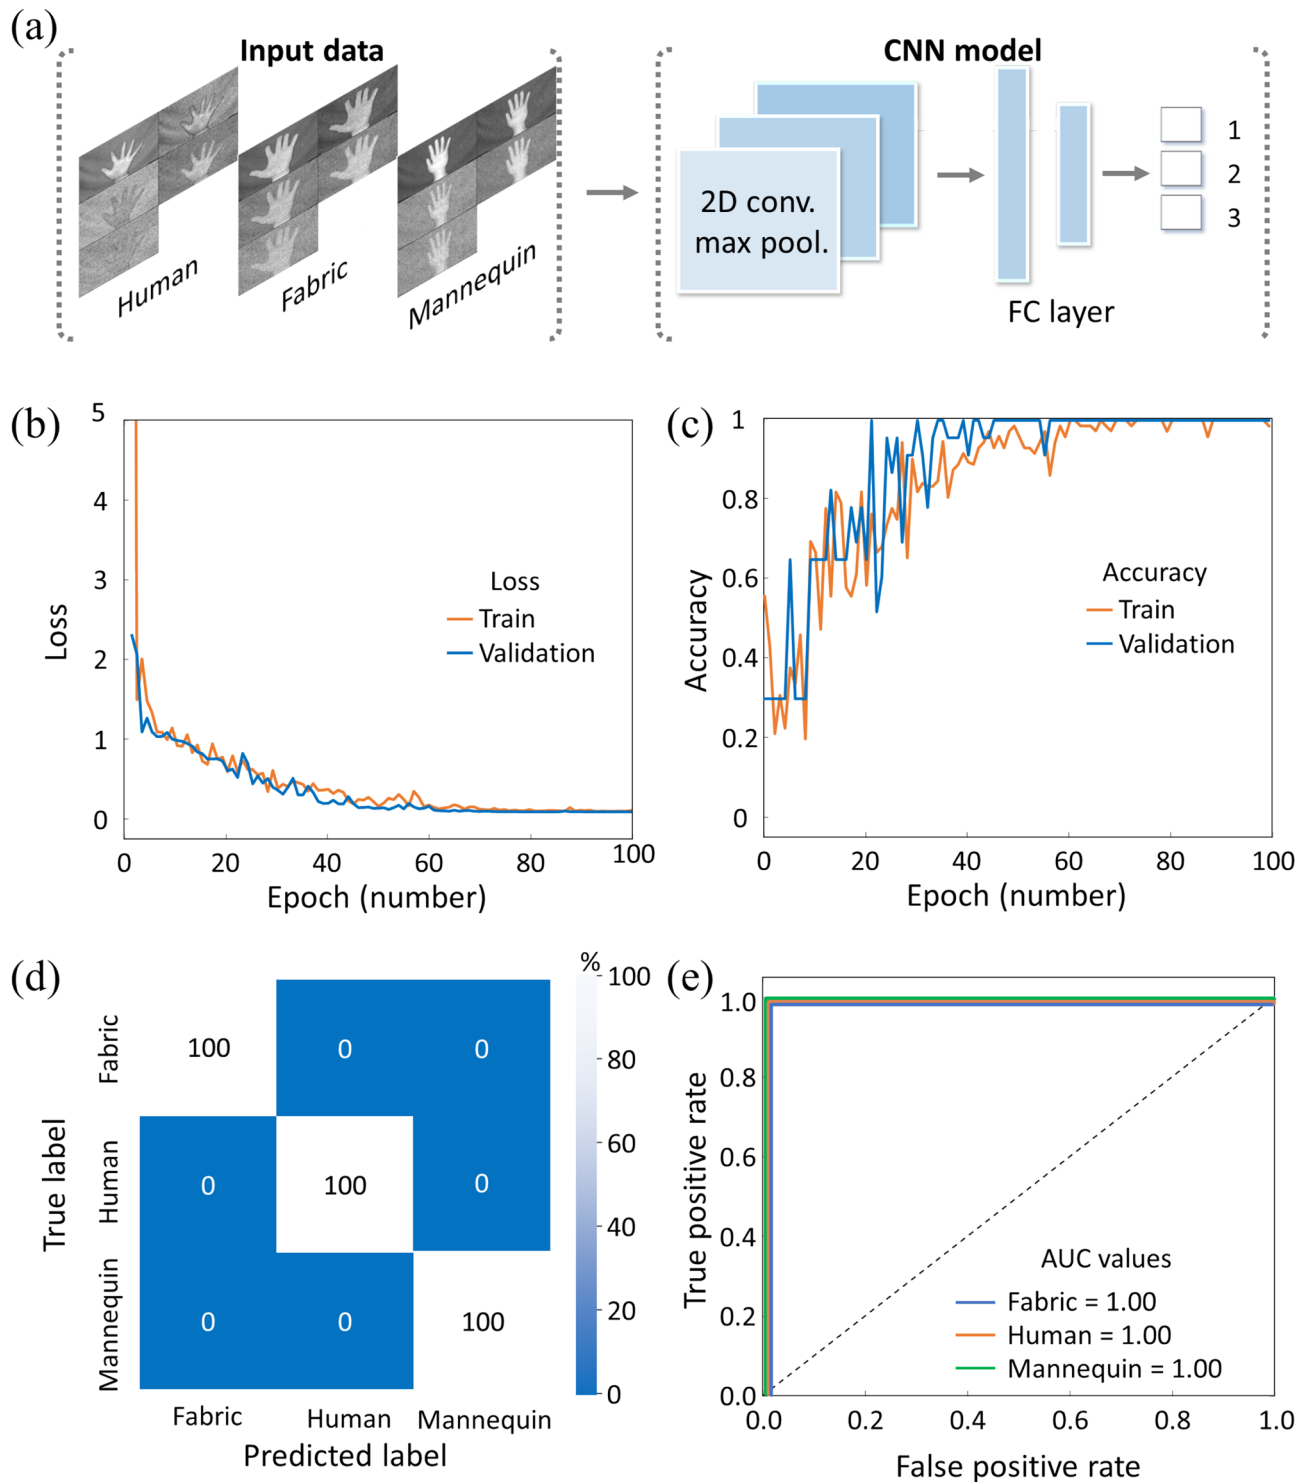 (a)
Input data
CNN model
Human
Fabric
Mannequin
2D conv.
max pool.
FC layer
1
2
3
(b)
5
4
3
2
1
0
Loss
Loss
Train
Validation
0
20
40
60
80
100
Epoch (number)
(c)
1
0.8
0.6
0.4
0.2
0
Accuracy
Accuracy
Train
Validation
0
20
40
60
80
100
Epoch (number)
(d)
%
100
80
60
40
20
0
True label
Fabric
Human
Mannequin
100
0
0
0
100
0
0
0
100
Fabric
Human
Mannequin
Predicted label
(e)
1.0
0.8
0.6
0.4
0.2
0.0
True positive rate
AUC values
Fabric = 1.00
Human = 1.00
Mannequin = 1.00
0.0
0.2
0.4
0.6
0.8
1.0
False positive rate